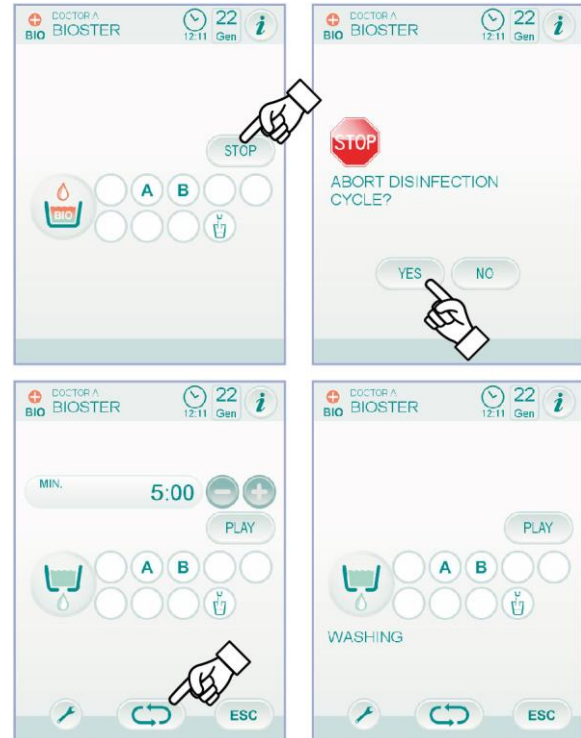 DOCTOR A
BIO BIOSTER
12:11
22
Gen
i
STOP
A B
BIO
DOCTOR A
BIO BIOSTER
12:11
22
Gen
i
STOP
ABORT DISINFECTION
CYCLE?
YES NO
DOCTOR A
BIO BIOSTER
12:11
22
Gen
i
MIN. 5:00 - +
PLAY
A B
ESC
DOCTOR A
BIO BIOSTER
12:11
22
Gen
i
PLAY
A B
WASHING
ESC